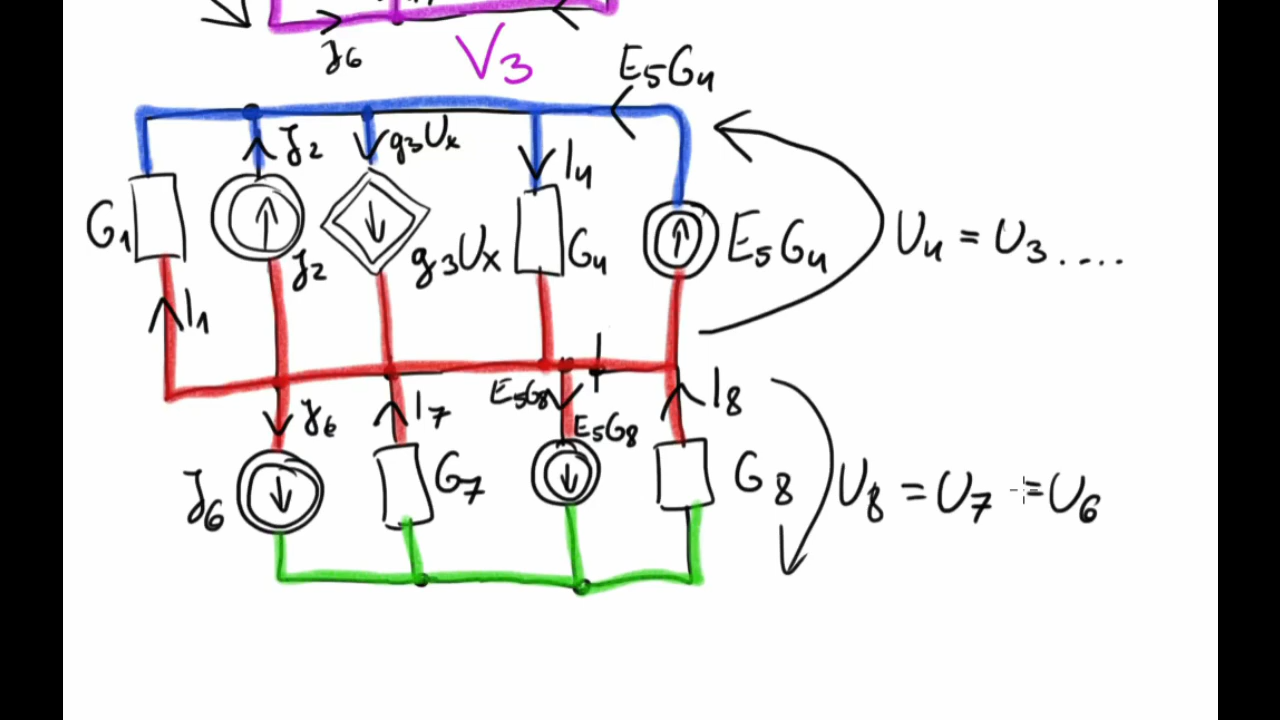 J6
V3
E5G4
J2
g3Ux
I4
G1
J2
g3Ux
G4
E5G4
U4 = U3....
I1
J6
I7
E5G8
I8
E5G8
J6
G7
G8
U8 = U7 = U6